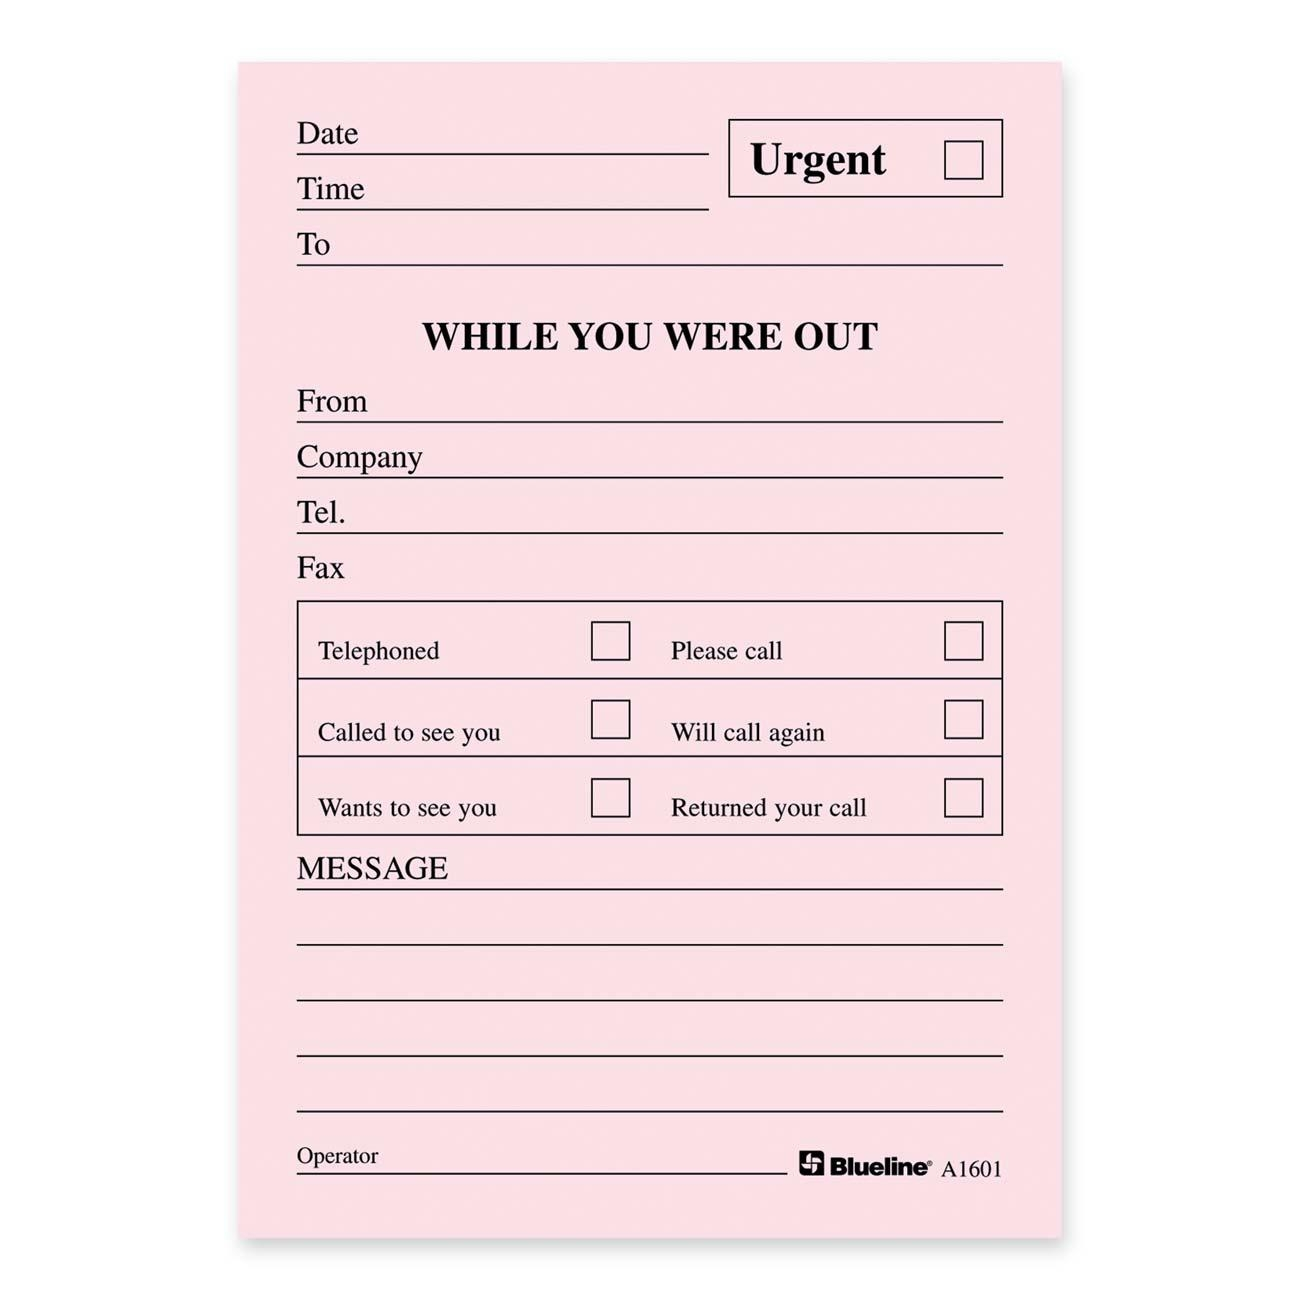 Date
Urgent
Time
To
WHILE YOU WERE OUT
From
Company
Tel.
Fax
Telephoned Please call
Called to see you Will call again
Wants to see you Returned your call
MESSAGE
Operator Blueline® A1601